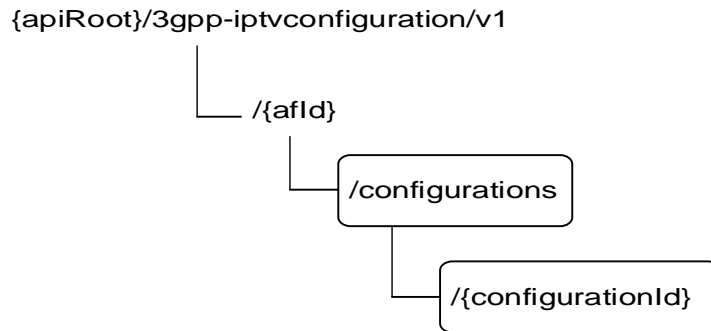 {apiRoot}/3gpp-iptvconfiguration/v1
/{afId}
/configurations
/{configurationId}